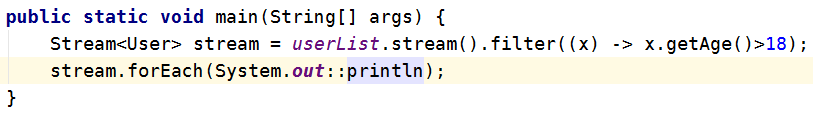 public static void main(String[] args) {
    Stream<User> stream = userList.stream().filter((x) -> x.getAge()>18);
    stream.forEach(System.out::println);
}